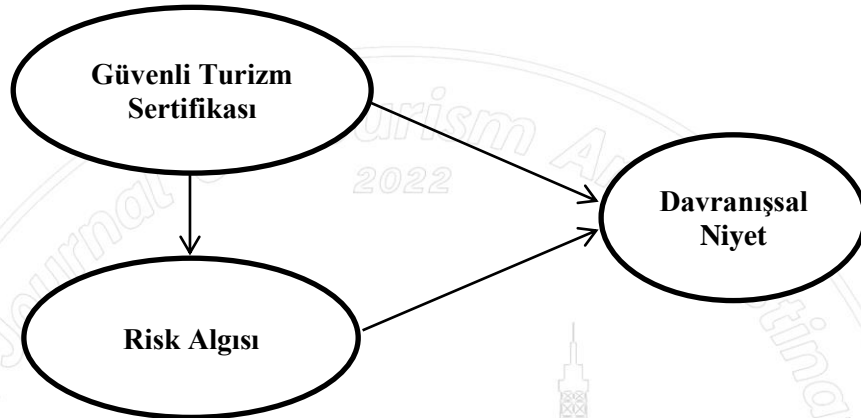 Güvenli Turizm
Sertifikası
2022
Davranışsal
Niyet
Risk Algısı